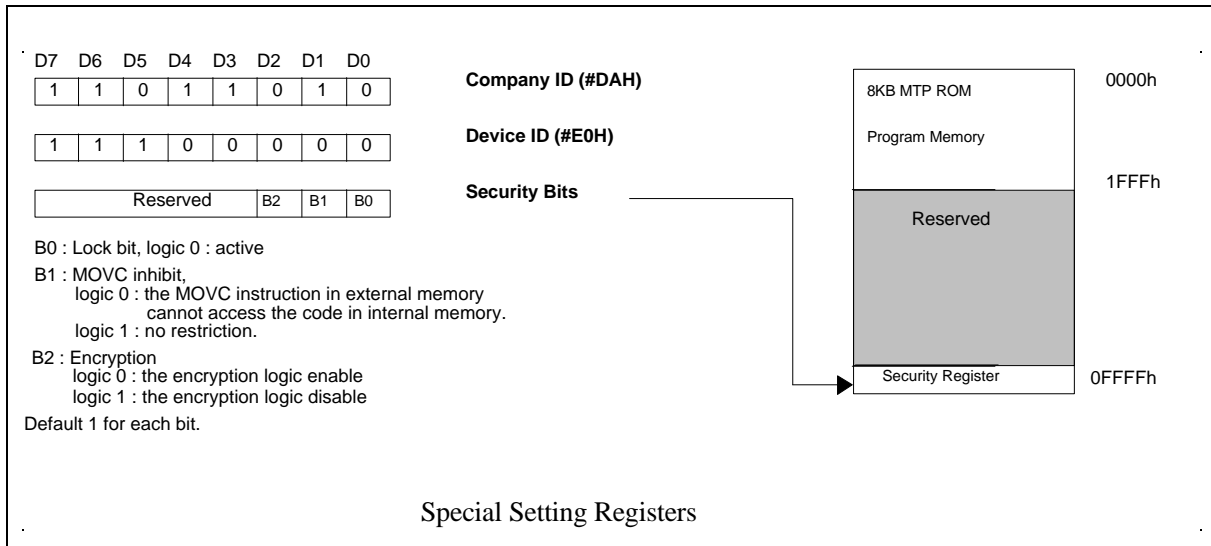 D7 D6 D5 D4 D3 D2 D1 D0
1 1 0 1 1 0 1 0
Company ID (#DAH)
1 1 1 0 0 0 0 0
Device ID (#E0H)
Reserved B2 B1 B0
Security Bits
B0 : Lock bit, logic 0 : active
B1 : MOVC inhibit,
logic 0 : the MOVC instruction in external memory
cannot access the code in internal memory.
logic 1 : no restriction.
B2 : Encryption
logic 0 : the encryption logic enable
logic 1 : the encryption logic disable
Default 1 for each bit.
8KB MTP ROM
Program Memory
0000h
1FFFh
Reserved
Security Register
0FFFFh
Special Setting Registers